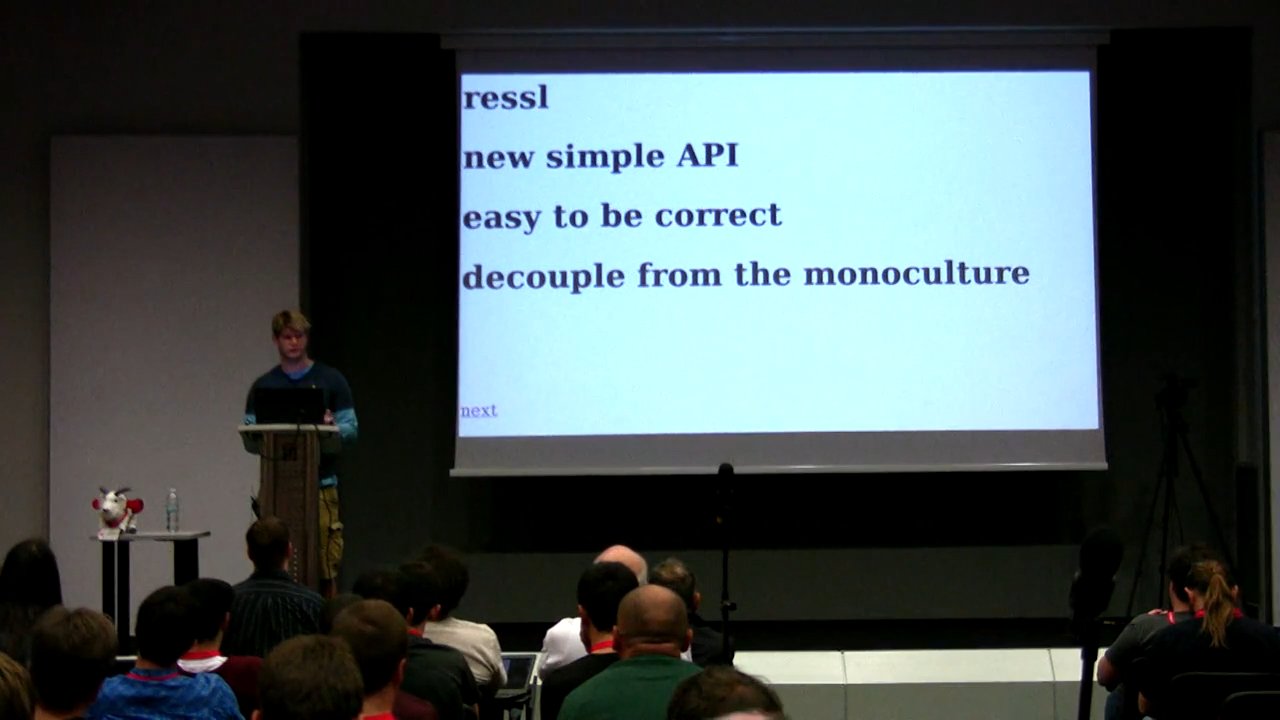 ressl
new simple API
easy to be correct
decouple from the monoculture
next